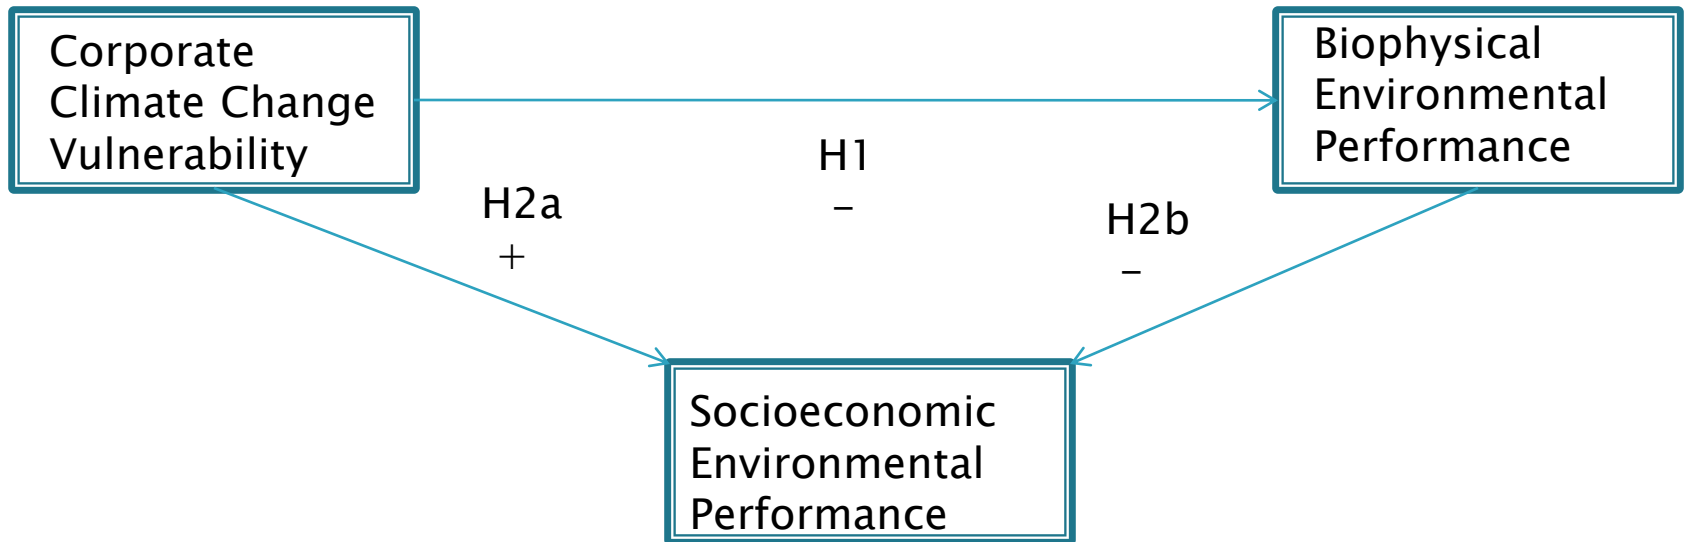 Corporate
Climate Change
Vulnerability
Biophysical
Environmental
Performance
H1
–
H2a
+
H2b
–
Socioeconomic
Environmental
Performance